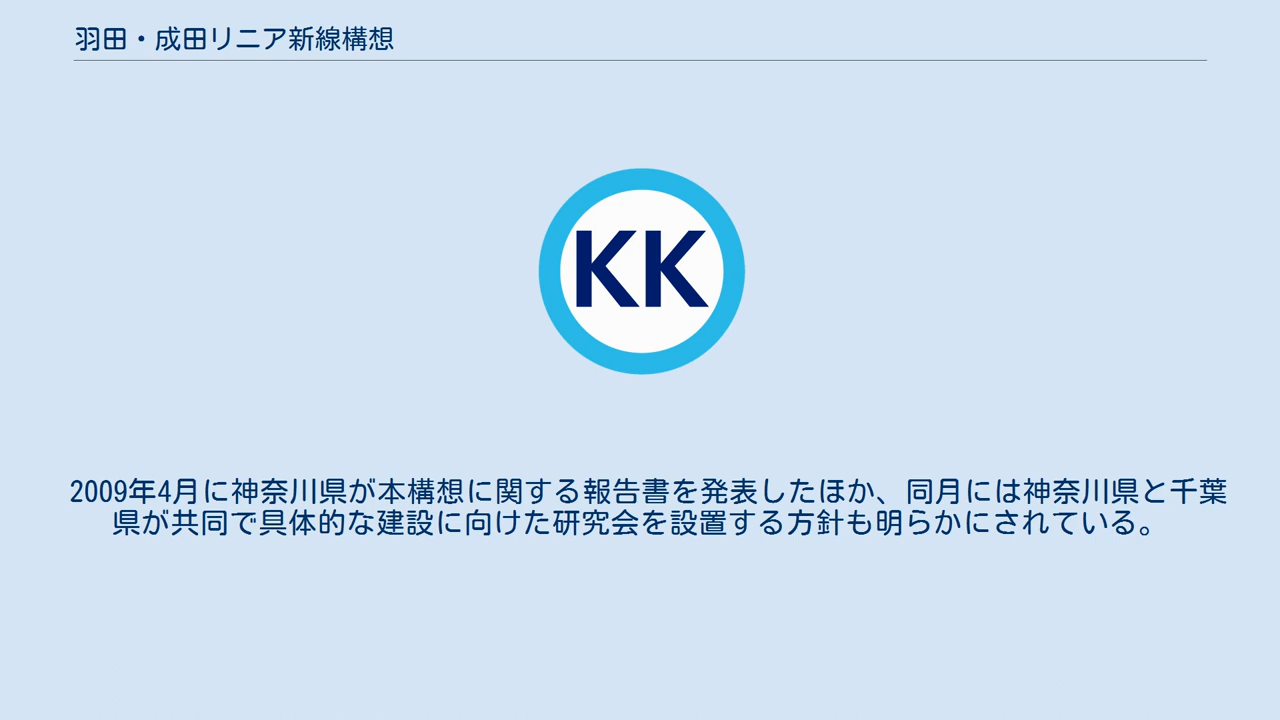 羽田・成田リニア新線構想
KK
2009年4月に神奈川県が本構想に関する報告書を発表したほか、同月には神奈川県と千葉
県が共同で具体的な建設に向けた研究会を設置する方針も明らかにされている。